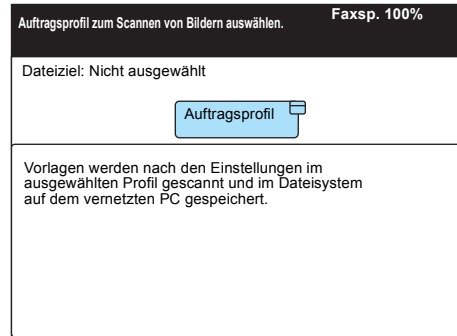 Auftragsprofil zum Scannen von Bildern auswählen. Faxsp. 100%
Dateiziel: Nicht ausgewählt
Auftragsprofil
Vorlagen werden nach den Einstellungen im
ausgewählten Profil gescannt und im Dateisystem
auf dem vernetzten PC gespeichert.